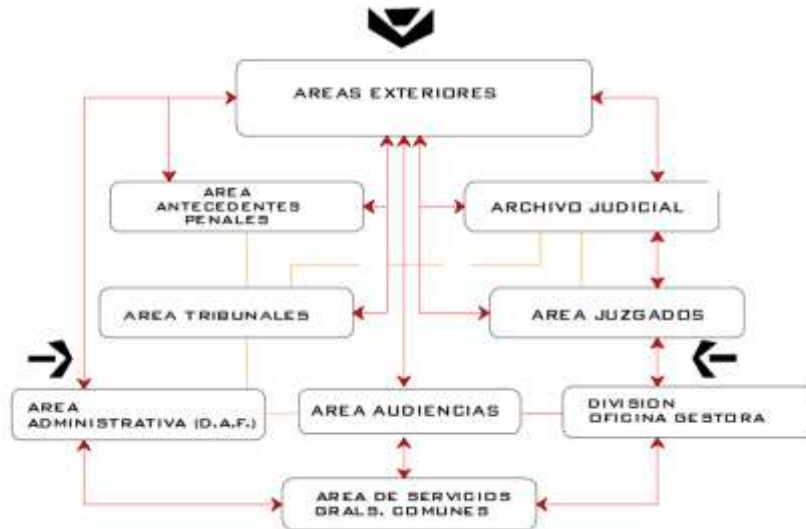 AREAS EXTERIORES
AREA
ANTECEDENTES
PENALES
ARCHIVO JUDICIAL
AREA TRIBUNALES
AREA JUZGADOS
AREA
ADMINISTRATIVA (D.A.F.)
AREA AUDIENCIAS
DIVISION
OFICINA GESTORA
AREA DE SERVICIOS
GRALS. COMUNES